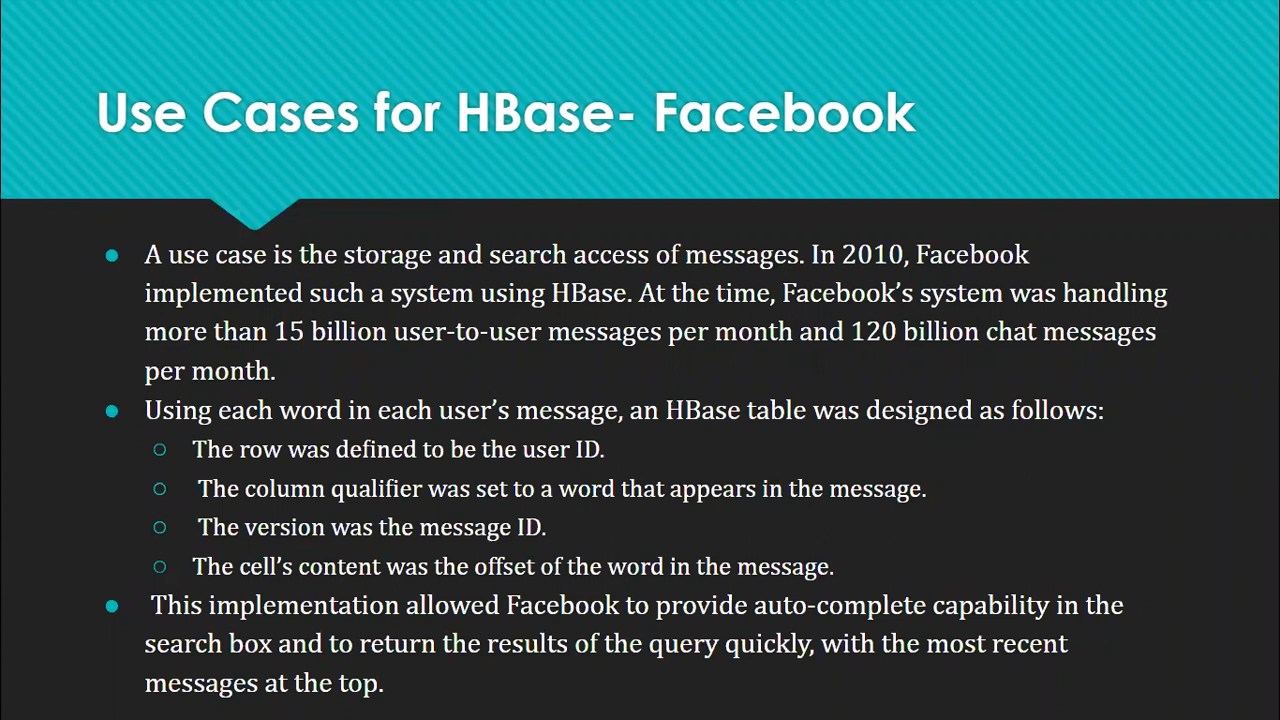 Use Cases for HBase- Facebook
A use case is the storage and search access of messages. In 2010, Facebook
implemented such a system using HBase. At the time, Facebook’s system was handling
more than 15 billion user-to-user messages per month and 120 billion chat messages
per month.
Using each word in each user’s message, an HBase table was designed as follows:
The row was defined to be the user ID.
The column qualifier was set to a word that appears in the message.
The version was the message ID.
The cell’s content was the offset of the word in the message.
This implementation allowed Facebook to provide auto-complete capability in the
search box and to return the results of the query quickly, with the most recent
messages at the top.